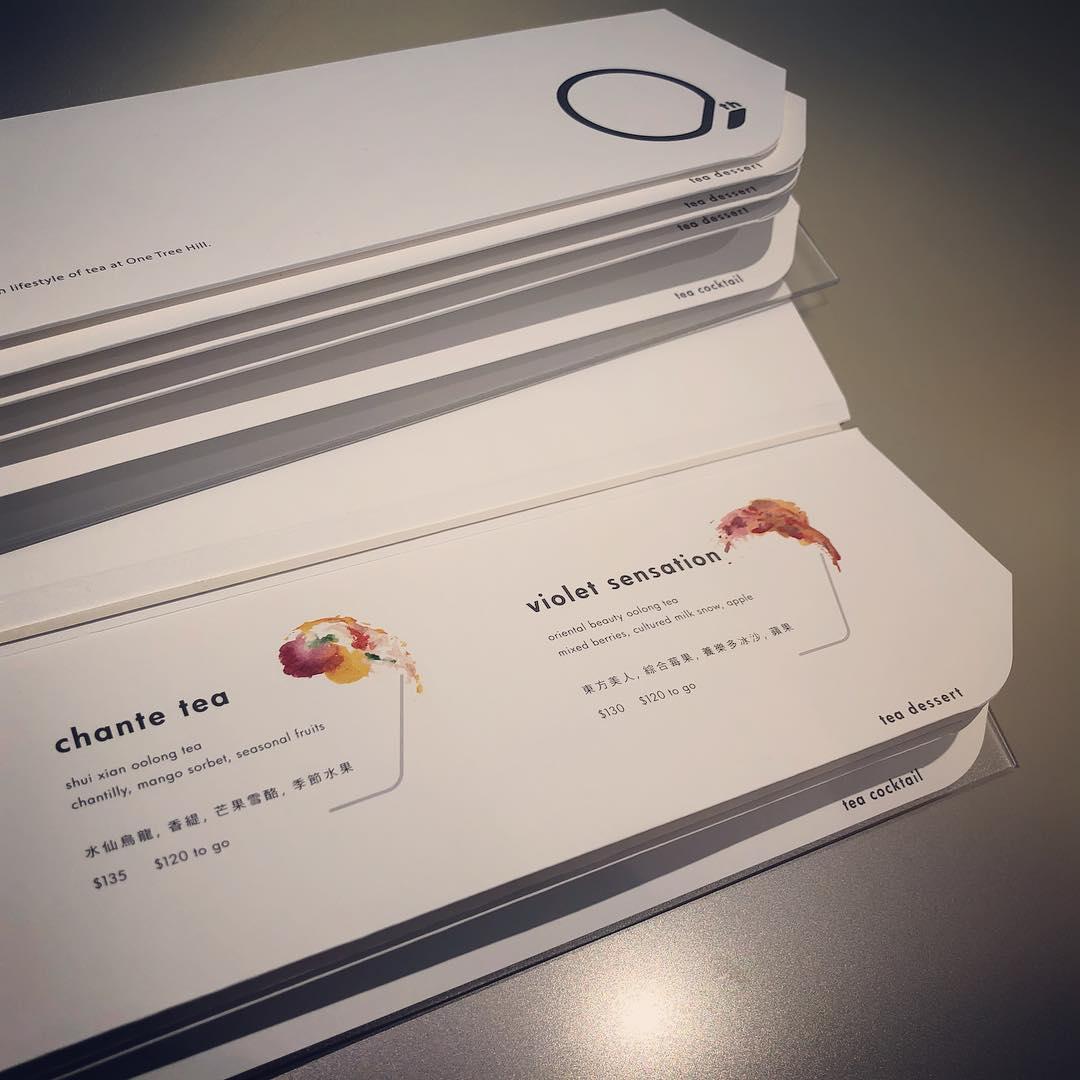 th
n lifestyle of tea at One Tree Hill.
tea dessert
tea dessert
tea dessert
tea cocktail
chante tea
shui xian oolong tea
chantilly, mango sorbet, seasonal fruits
水仙烏龍, 香緹, 芒果雪酪, 季節水果
$135 $120 to go
violet sensation
oriental beauty oolong tea
mixed berries, cultured milk snow, apple
東方美人, 綜合莓果, 養樂多冰沙, 蘋果
$130 $120 to go
tea dessert
tea cocktail